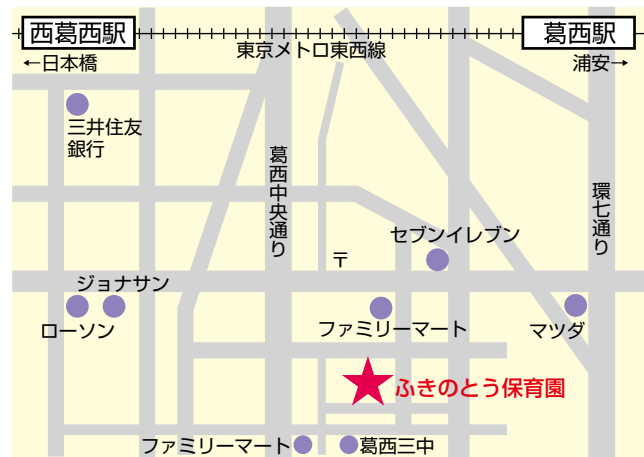 西葛西駅
葛西駅
東京メトロ東西線
←日本橋
浦安→
三井住友
銀行
葛西中央通り
環七通り
セブンイレブン
〒
ジョナサン
ローソン
ファミリーマート
マツダ
ふきのとう保育園
ファミリーマート
葛西三中